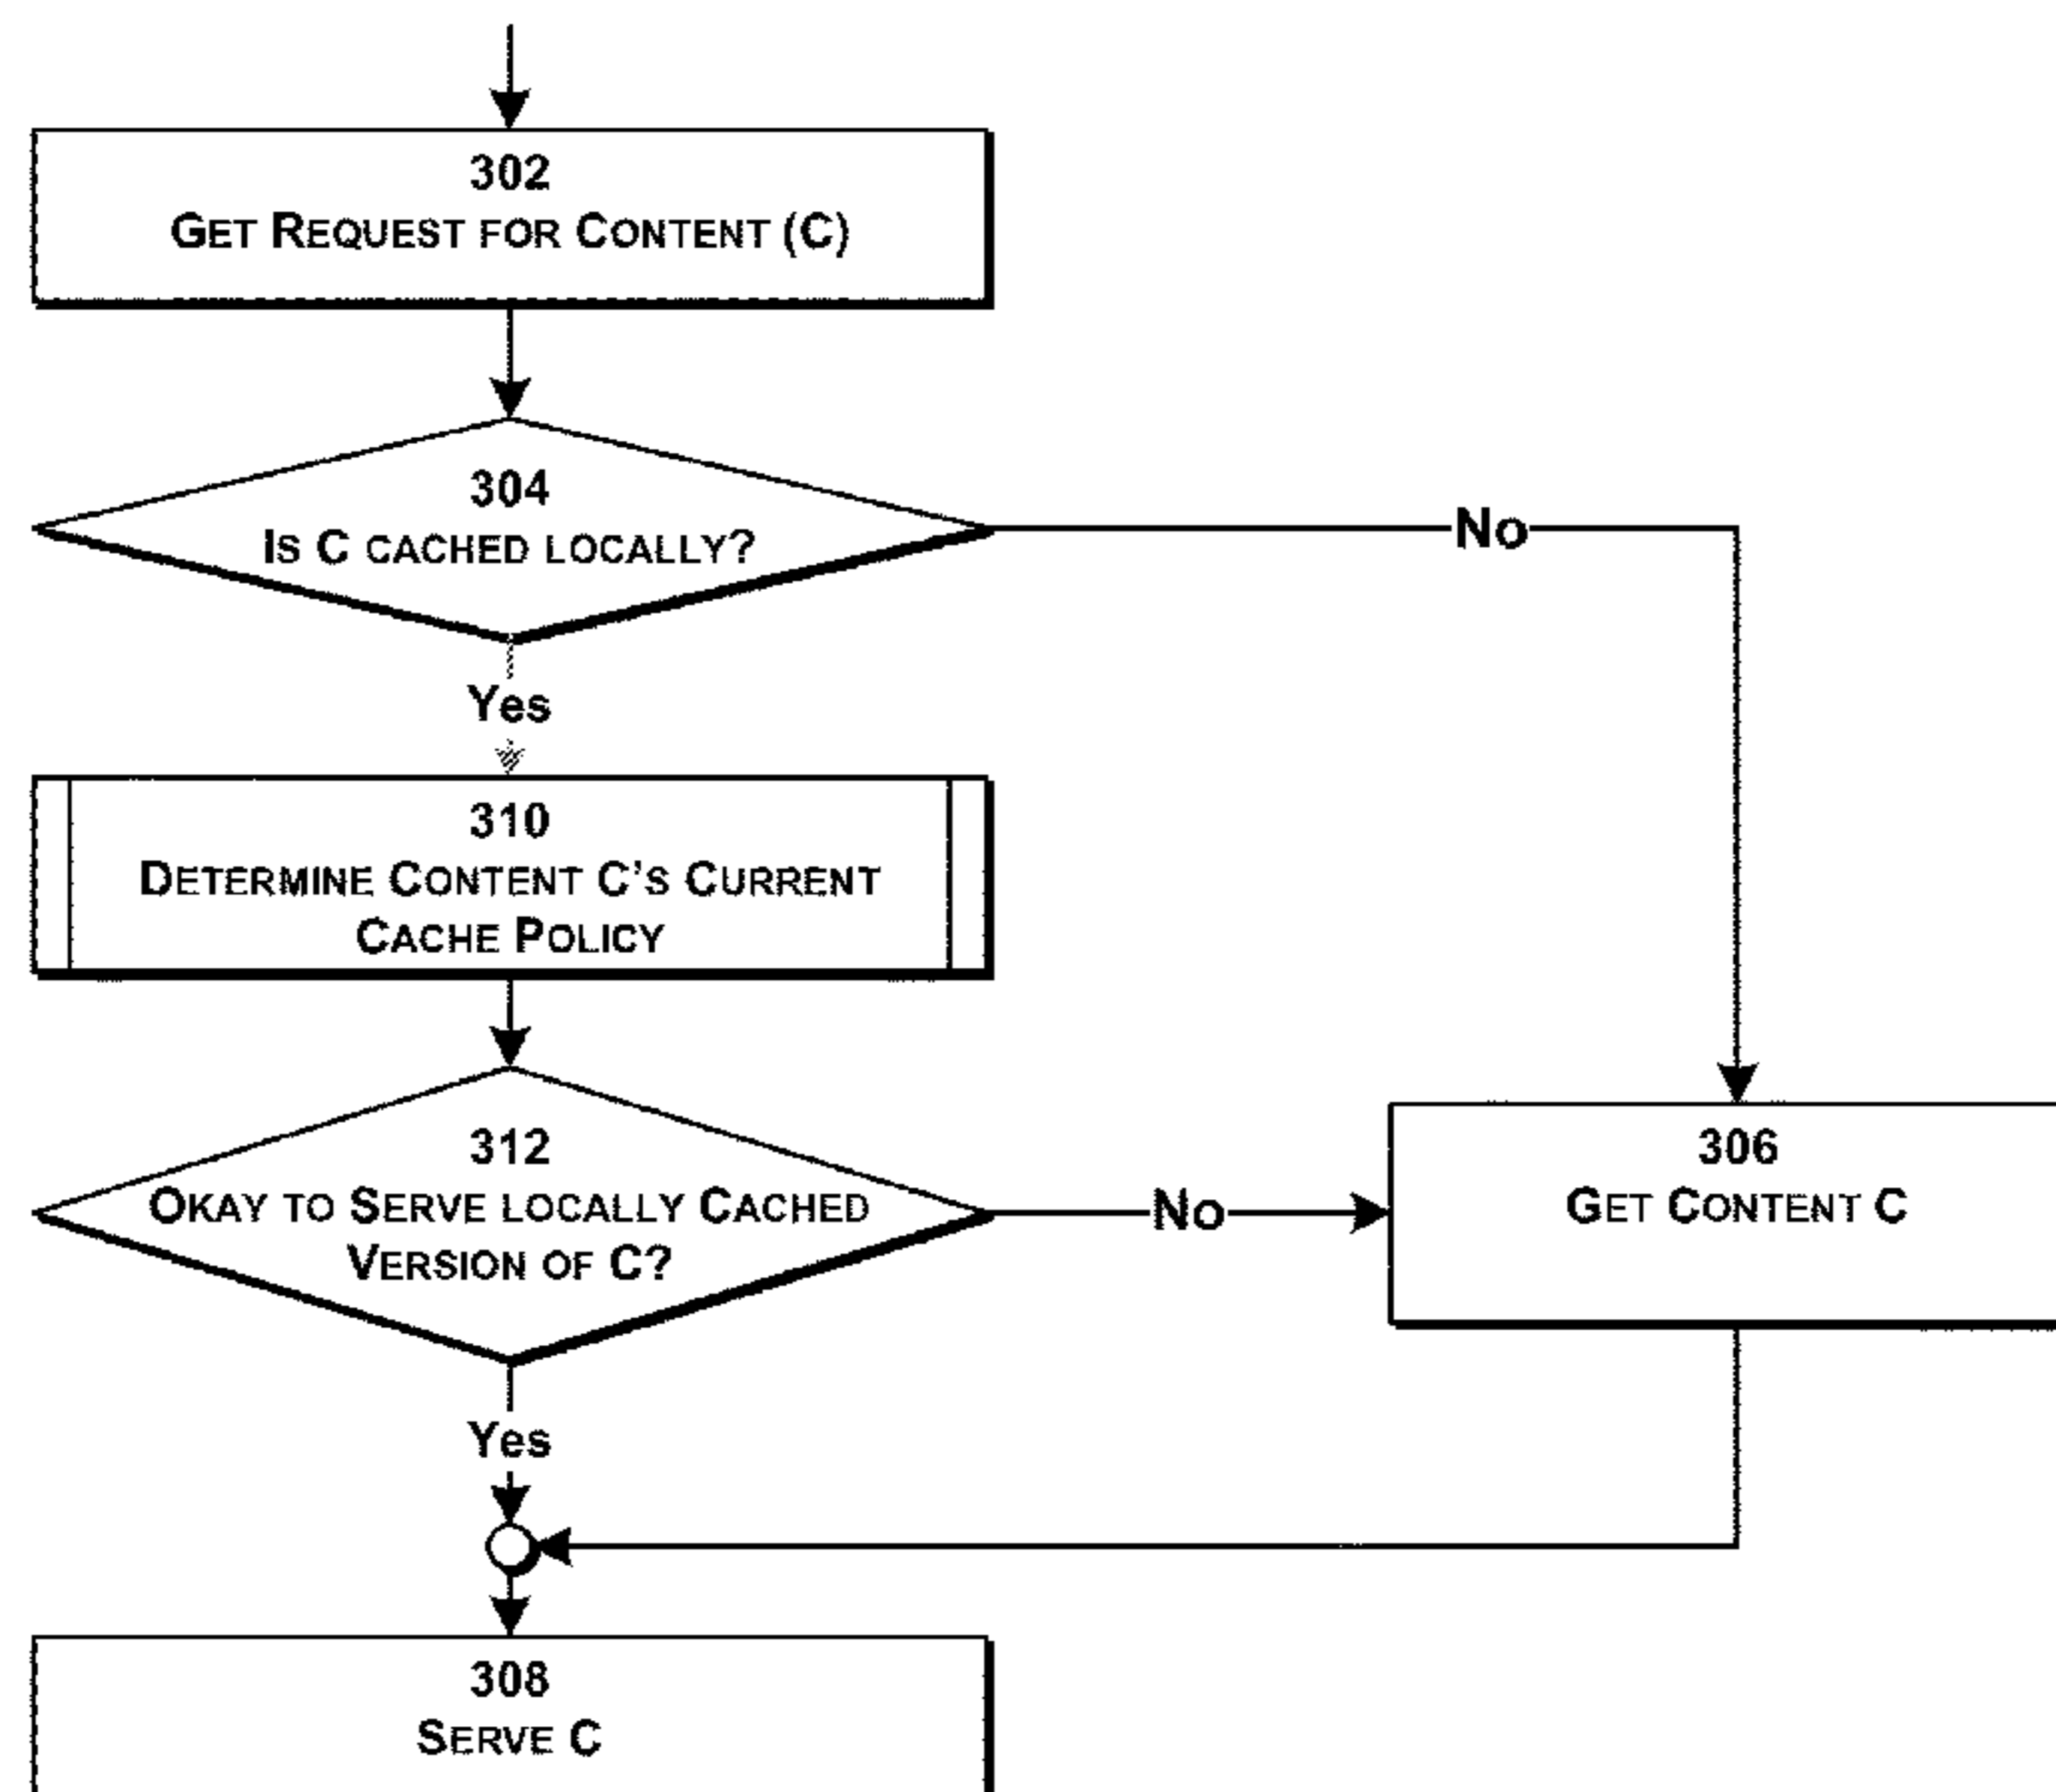 302
Get Request for Content (C)
304
Is C cached locally?
No
Yes
310
Determine Content C's Current
Cache Policy
312
Okay to Serve locally Cached
Version of C?
No
306
Get Content C
Yes
308
Serve C